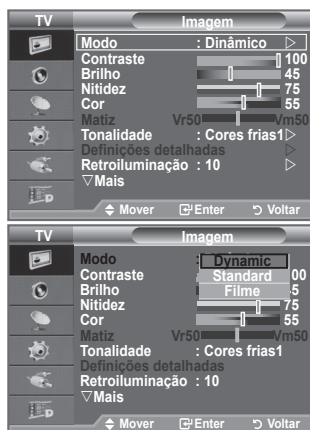 TV Imagem
Modo : Dinâmico
Contraste 100
Brilho 45
Nitidez 75
Cor 55
Matiz Vr50 Vm50
Tonalidade : Cores frias1
Definições detalhadas
Retroiluminação : 10
▽Mais
Mover Enter Voltar
TV Imagem
Modo : Dynamic
Contraste Standard 00
Brilho Filme 5
Nitidez 75
Cor 55
Matiz Vr50 Vm50
Tonalidade : Cores frias1
Definições detalhadas
Retroiluminação : 10
▽Mais
Mover Enter Voltar